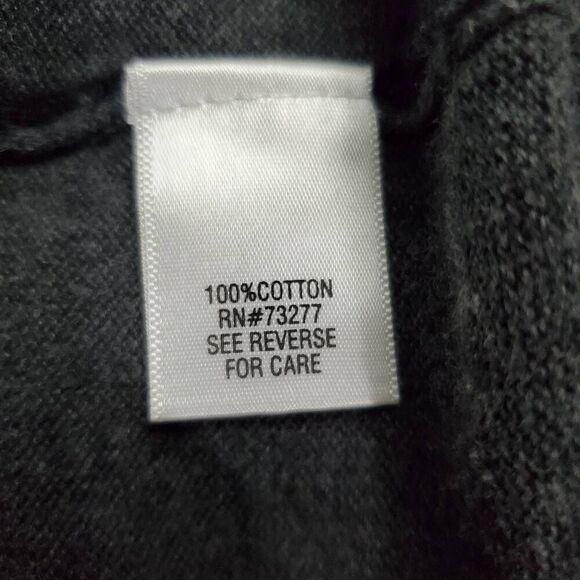 100%COTTON
RN#73277
SEE REVERSE
FOR CARE